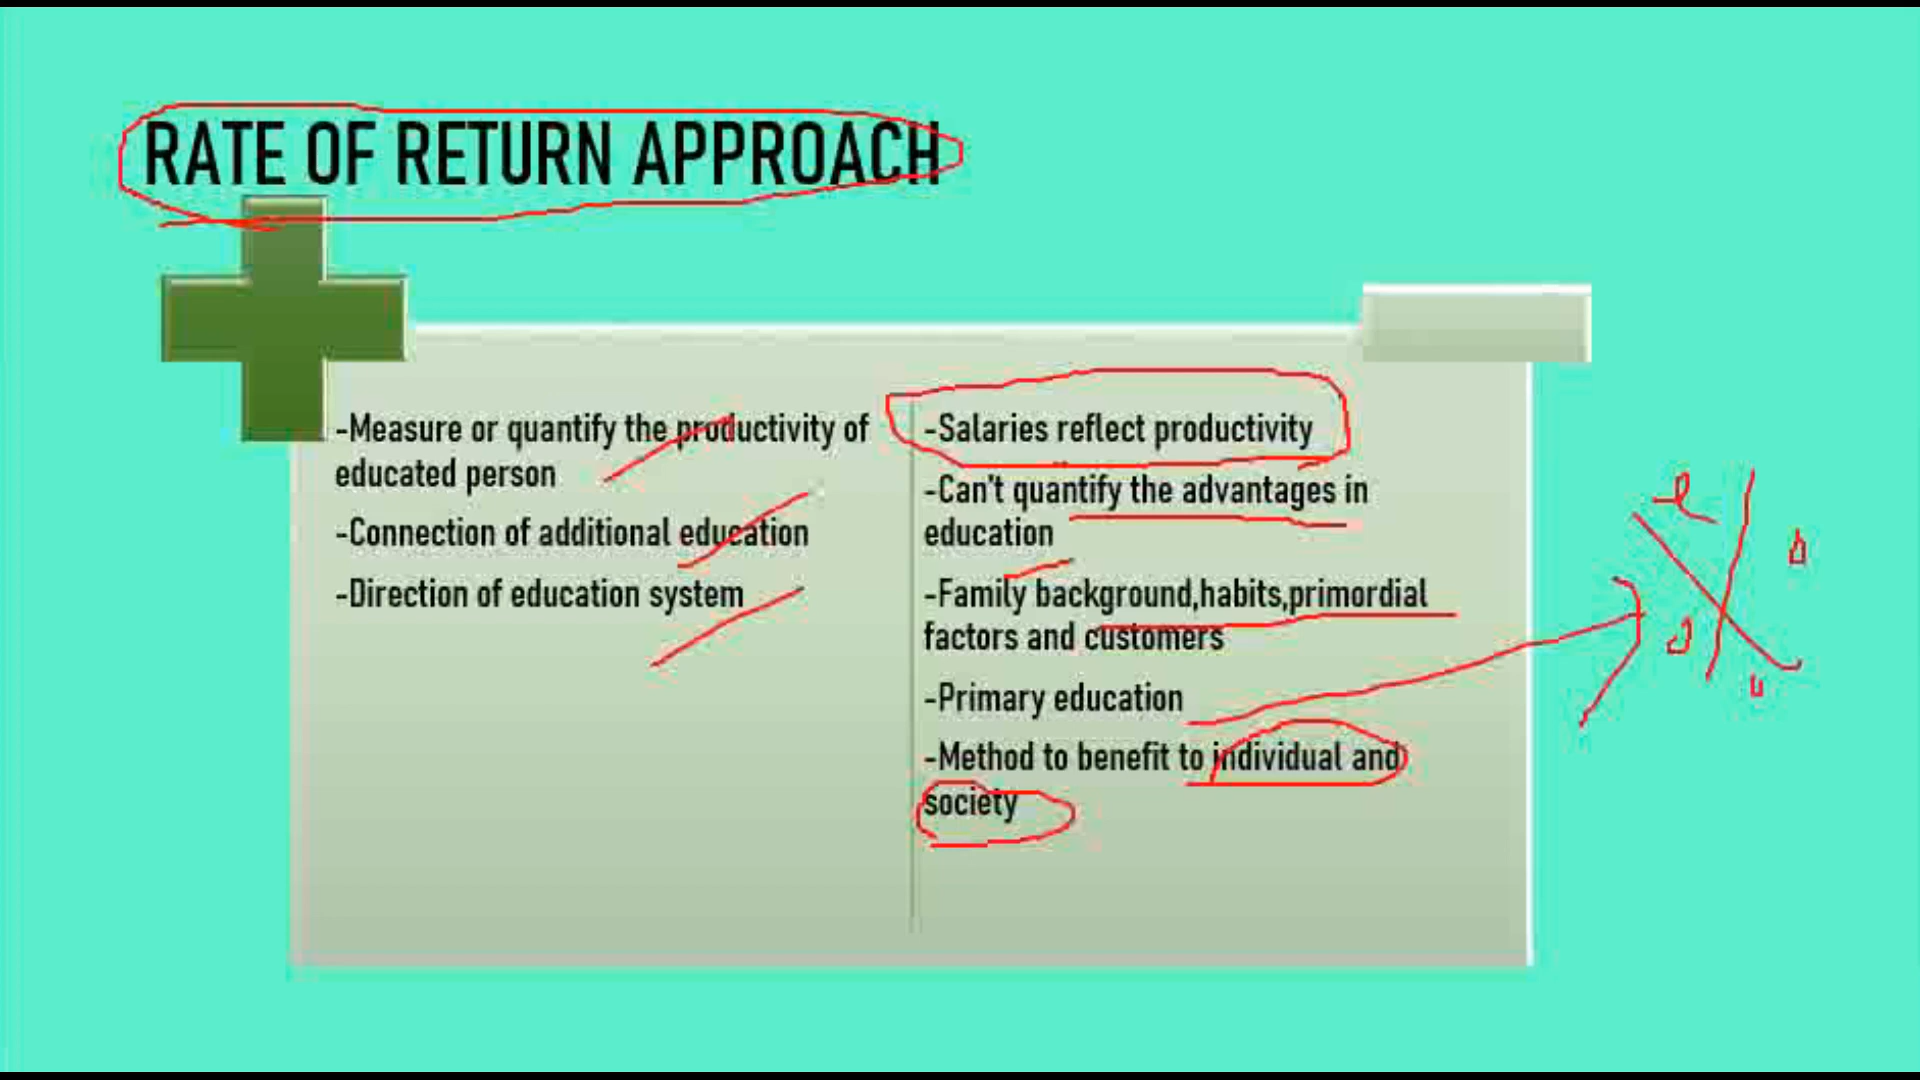 RATE OF RETURN APPROACH
-Measure or quantify the productivity of
educated person
-Connection of additional education
-Direction of education system
-Salaries reflect productivity
-Can't quantify the advantages in
education
-Family background,habits,primordial
factors and customers
-Primary education
-Method to benefit to individual and
society